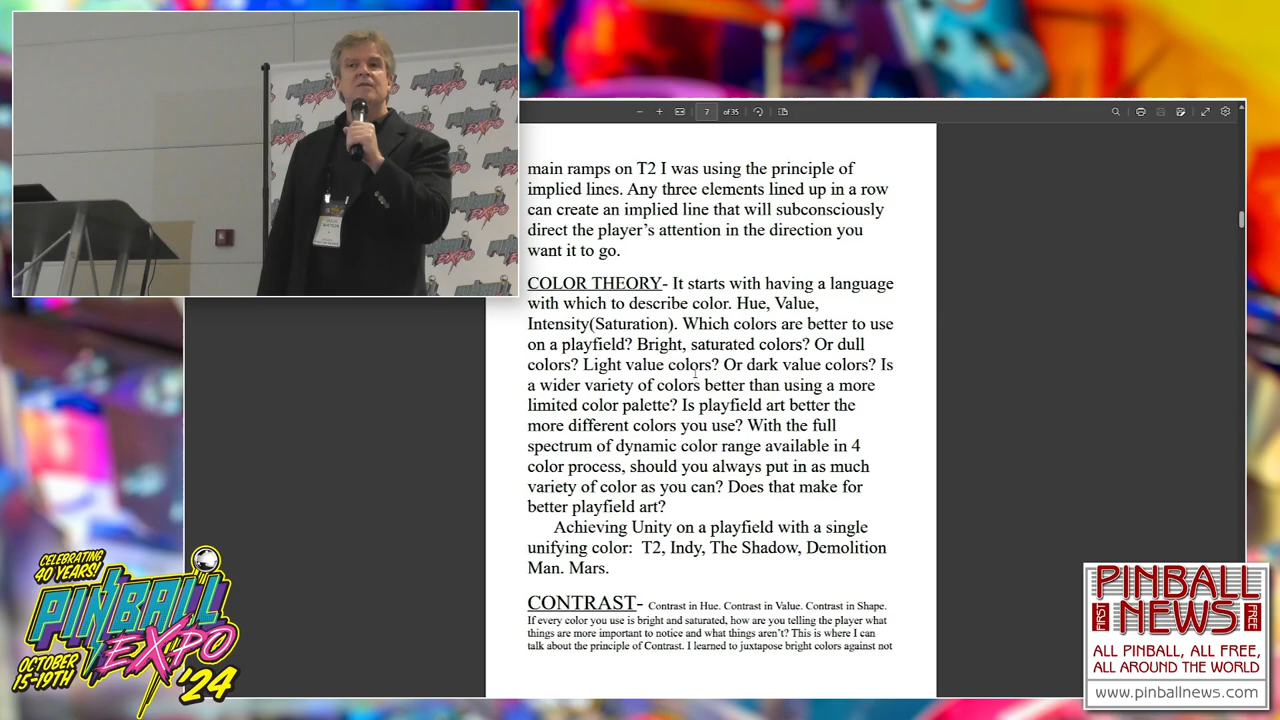 PINBALL
EXPO
7 of 35
main ramps on T2 I was using the principle of
implied lines. Any three elements lined up in a row
can create an implied line that will subconsciously
direct the player's attention in the direction you
want it to go.
COLOR THEORY- It starts with having a language
with which to describe color. Hue, Value,
Intensity(Saturation). Which colors are better to use
on a playfield? Bright, saturated colors? Or dull
colors? Light value colors? Or dark value colors? Is
a wider variety of colors better than using a more
limited color palette? Is playfield art better the
more different colors you use? With the full
spectrum of dynamic color range available in 4
color process, should you always put in as much
variety of color as you can? Does that make for
better playfield art?
Achieving Unity on a playfield with a single
unifying color: T2, Indy, The Shadow, Demolition
Man. Mars.
CONTRAST- Contrast in Hue. Contrast in Value. Contrast in Shape.
If every color you use is bright and saturated, how are you telling the player what
things are more important to notice and what things aren't? This is where I can
talk about the principle of Contrast. I learned to juxtapose bright colors against not
CELEBRATING
40 YEARS!
PINBALL
EXPO
OCTOBER
15-19TH
'24
PINBALL
FIRST NEWS FREE
ALL PINBALL, ALL FREE,
ALL AROUND THE WORLD
www.pinballnews.com